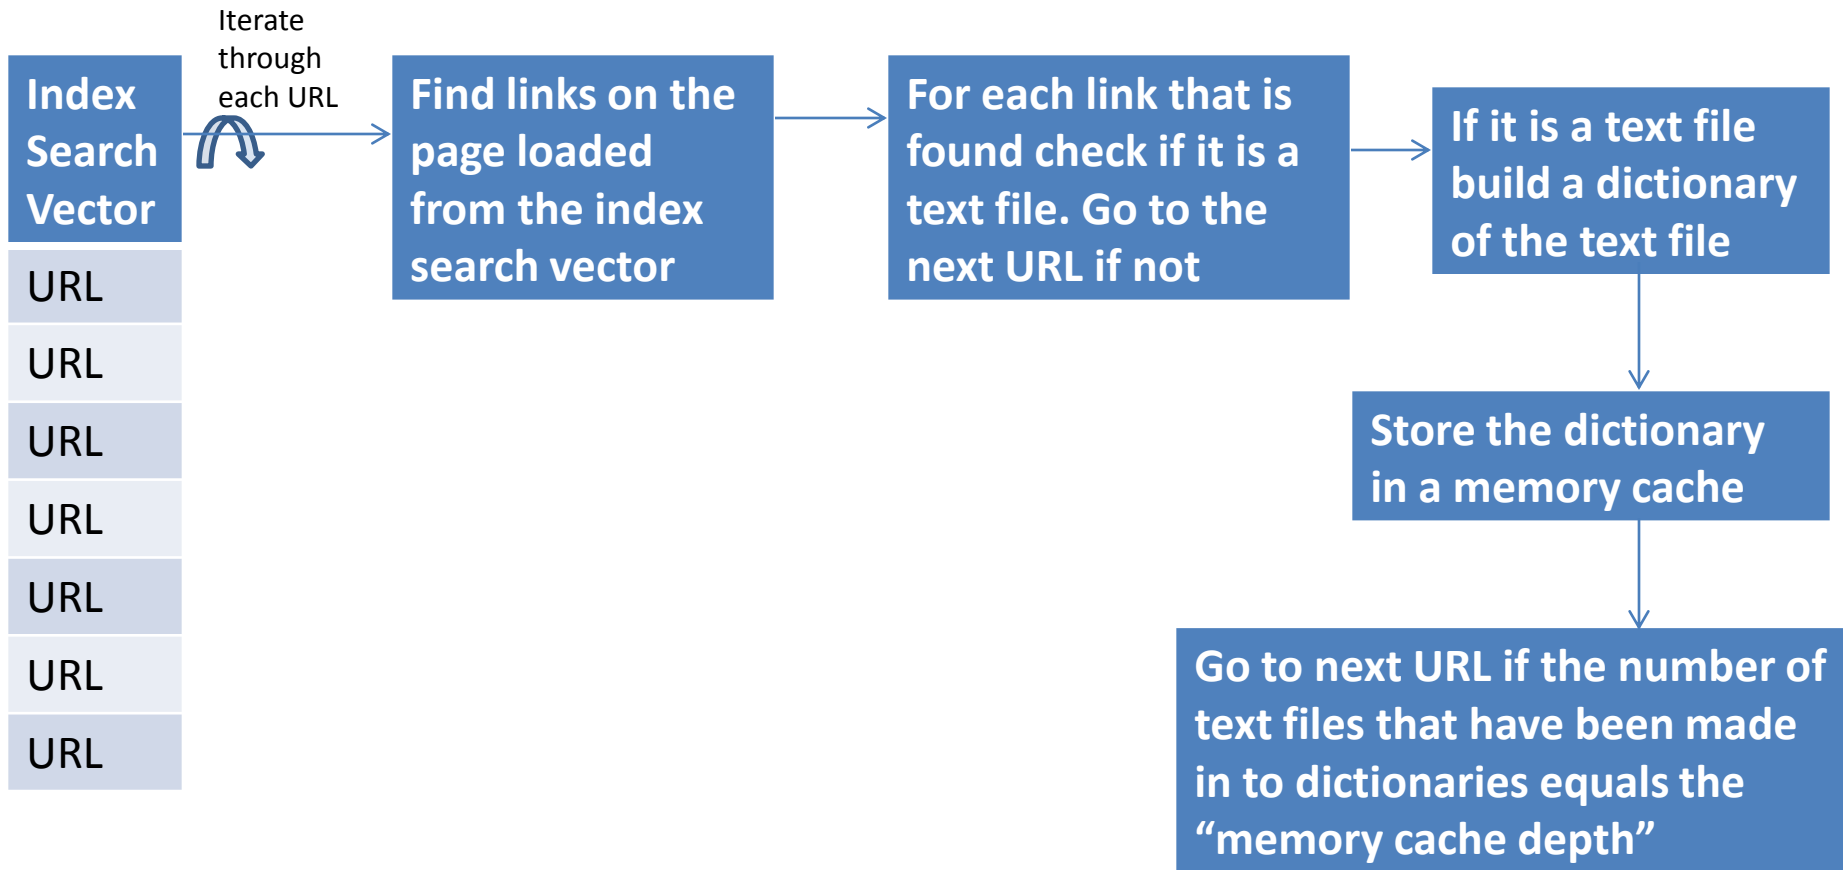 Iterate
through
each URL
Index
Search
Vector
URL
URL
URL
URL
URL
URL
URL
Find links on the
page loaded
from the index
search vector
For each link that is
found check if it is a
text file. Go to the
next URL if not
If it is a text file
build a dictionary
of the text file
Store the dictionary
in a memory cache
Go to next URL if the number of
text files that have been made
in to dictionaries equals the
“memory cache depth”